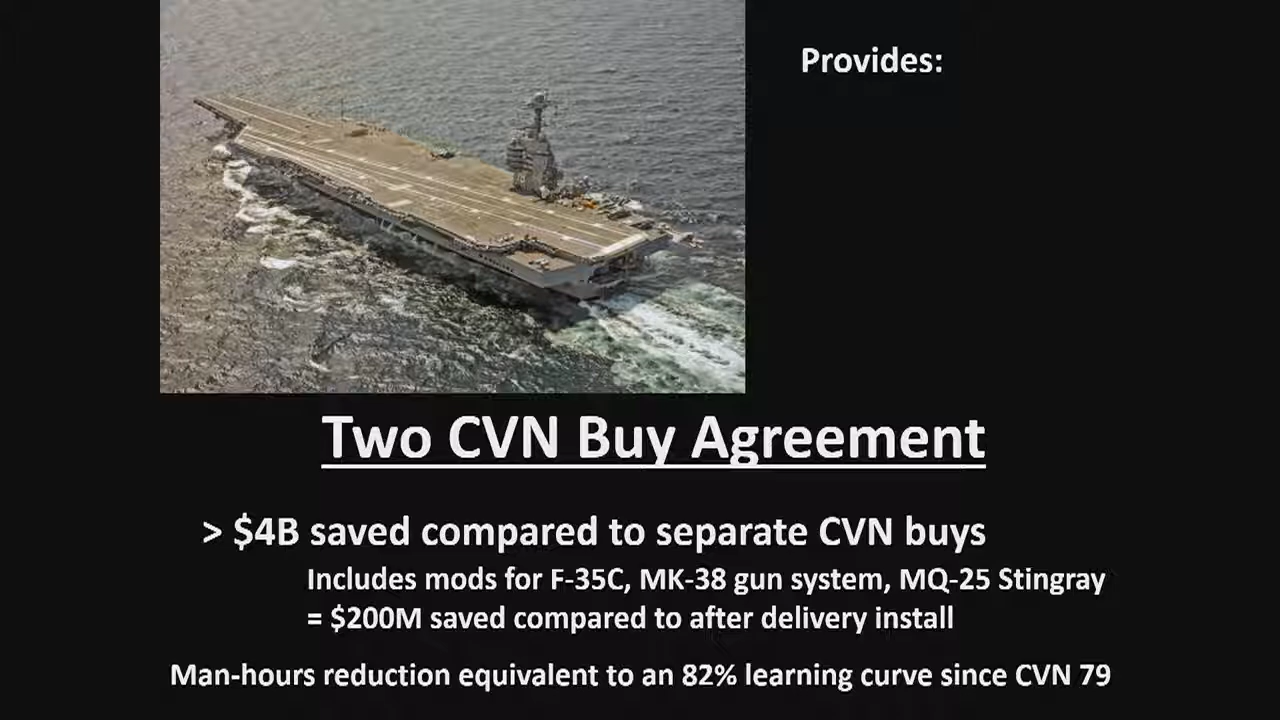 Provides:
Two CVN Buy Agreement
> $4B saved compared to separate CVN buys
Includes mods for F-35C, MK-38 gun system, MQ-25 Stingray
= $200M saved compared to after delivery install
Man-hours reduction equivalent to an 82% learning curve since CVN 79